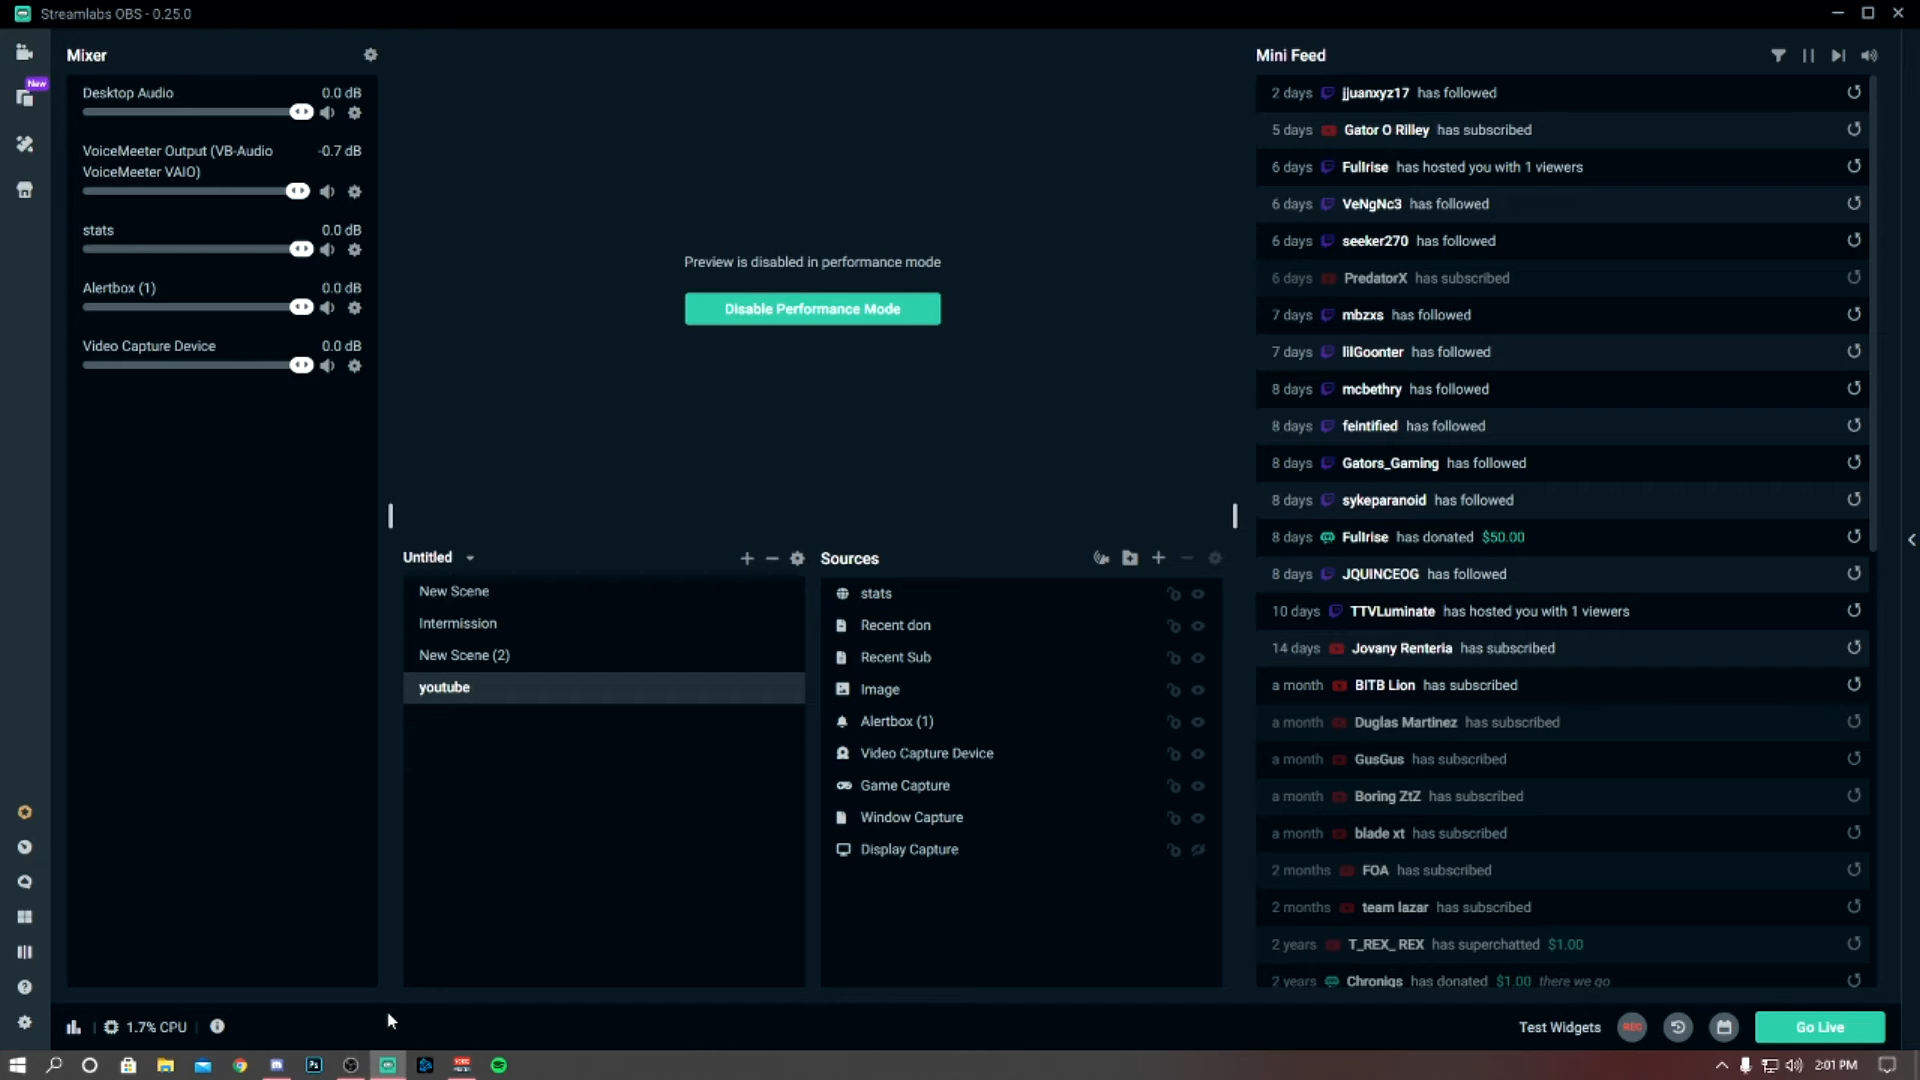 Streamlabs OBS - 0.25.0
New
Mixer
Desktop Audio 0.0 dB
VoiceMeeter Output (VB-Audio -0.7 dB
VoiceMeeter VAIO)
stats 0.0 dB
Alertbox (1) 0.0 dB
Video Capture Device 0.0 dB
Preview is disabled in performance mode
Disable Performance Mode
Untitled
New Scene
Intermission
New Scene (2)
youtube
Sources
stats
Recent don
Recent Sub
Image
Alertbox (1)
Video Capture Device
Game Capture
Window Capture
Display Capture
Mini Feed
2 days jjuanxyz17 has followed
5 days Gator O Rilley has subscribed
6 days Fullrise has hosted you with 1 viewers
6 days VeNgNc3 has followed
6 days seeker270 has followed
6 days PredatorX has subscribed
7 days mbzxs has followed
7 days lilGoonter has followed
8 days mcbethry has followed
8 days feintified has followed
8 days Gators_Gaming has followed
8 days sykeparanoid has followed
8 days Fullrise has donated $50.00
8 days JQUINCEOG has followed
10 days TTVLuminate has hosted you with 1 viewers
14 days Jovany Renteria has subscribed
a month BITB Lion has subscribed
a month Duglas Martinez has subscribed
a month GusGus has subscribed
a month Boring ZtZ has subscribed
a month blade xt has subscribed
2 months FOA has subscribed
2 months team lazar has subscribed
2 years T_REX_ REX has superchatted $1.00
2 years Chroniqs has donated $1.00 there we go
1.7% CPU
Test Widgets
REC
Go Live
Ps
2:01 PM